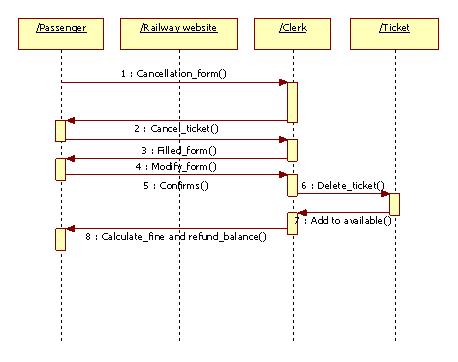 /Passenger
/Railway website
/Clerk
/Ticket
1 : Cancellation_form()
2 : Cancel_ticket()
3 : Filled_form()
4 : Modify_form()
5 : Confirms()
6 : Delete_ticket()
7 : Add to available()
8 : Calculate_fine and refund_balance()